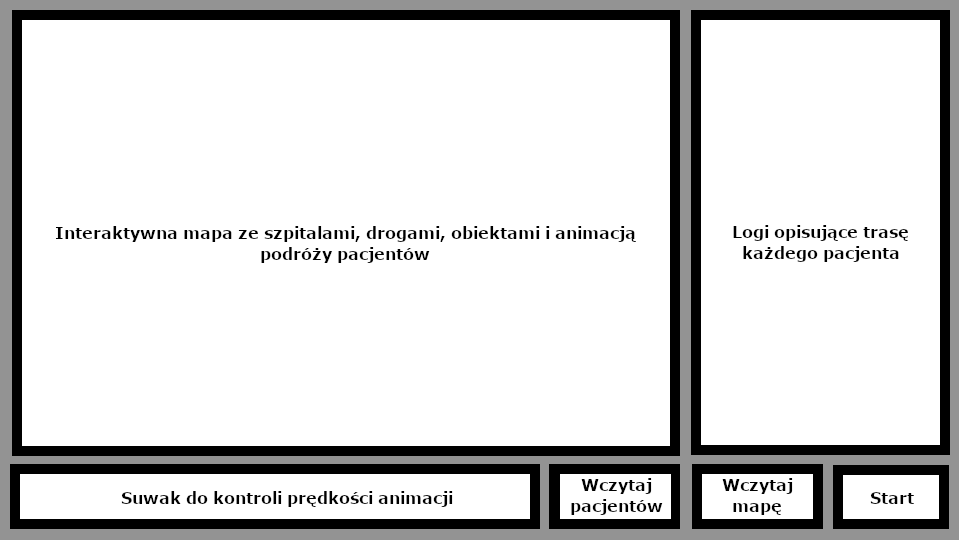 Interaktywna mapa ze szpitalami, drogami, obiektami i animacją
podróży pacjentów
Logi opisujące trasę
każdego pacjenta
Suwak do kontroli prędkości animacji
Wczytaj
pacjentów
Wczytaj
mapę
Start